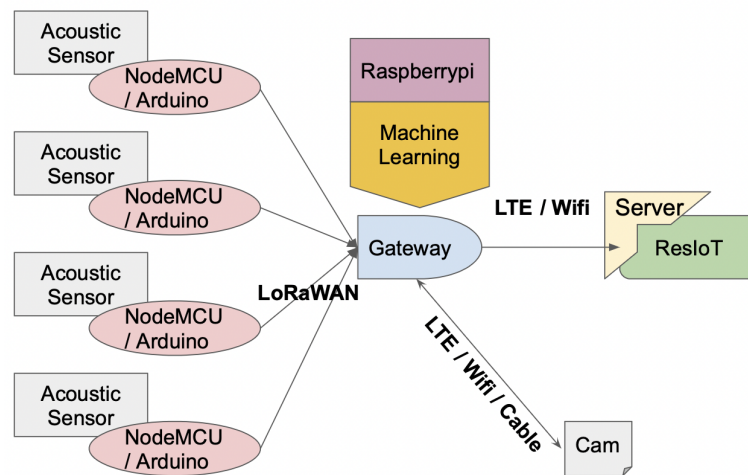 Acoustic
Sensor
NodeMCU
/ Arduino
Acoustic
Sensor
NodeMCU
/ Arduino
Acoustic
Sensor
NodeMCU
/ Arduino
Acoustic
Sensor
NodeMCU
/ Arduino
LoRaWAN
Raspberrypi
Machine
Learning
Gateway
LTE / Wifi
Server
ResIoT
LTE / Wifi / Cable
Cam